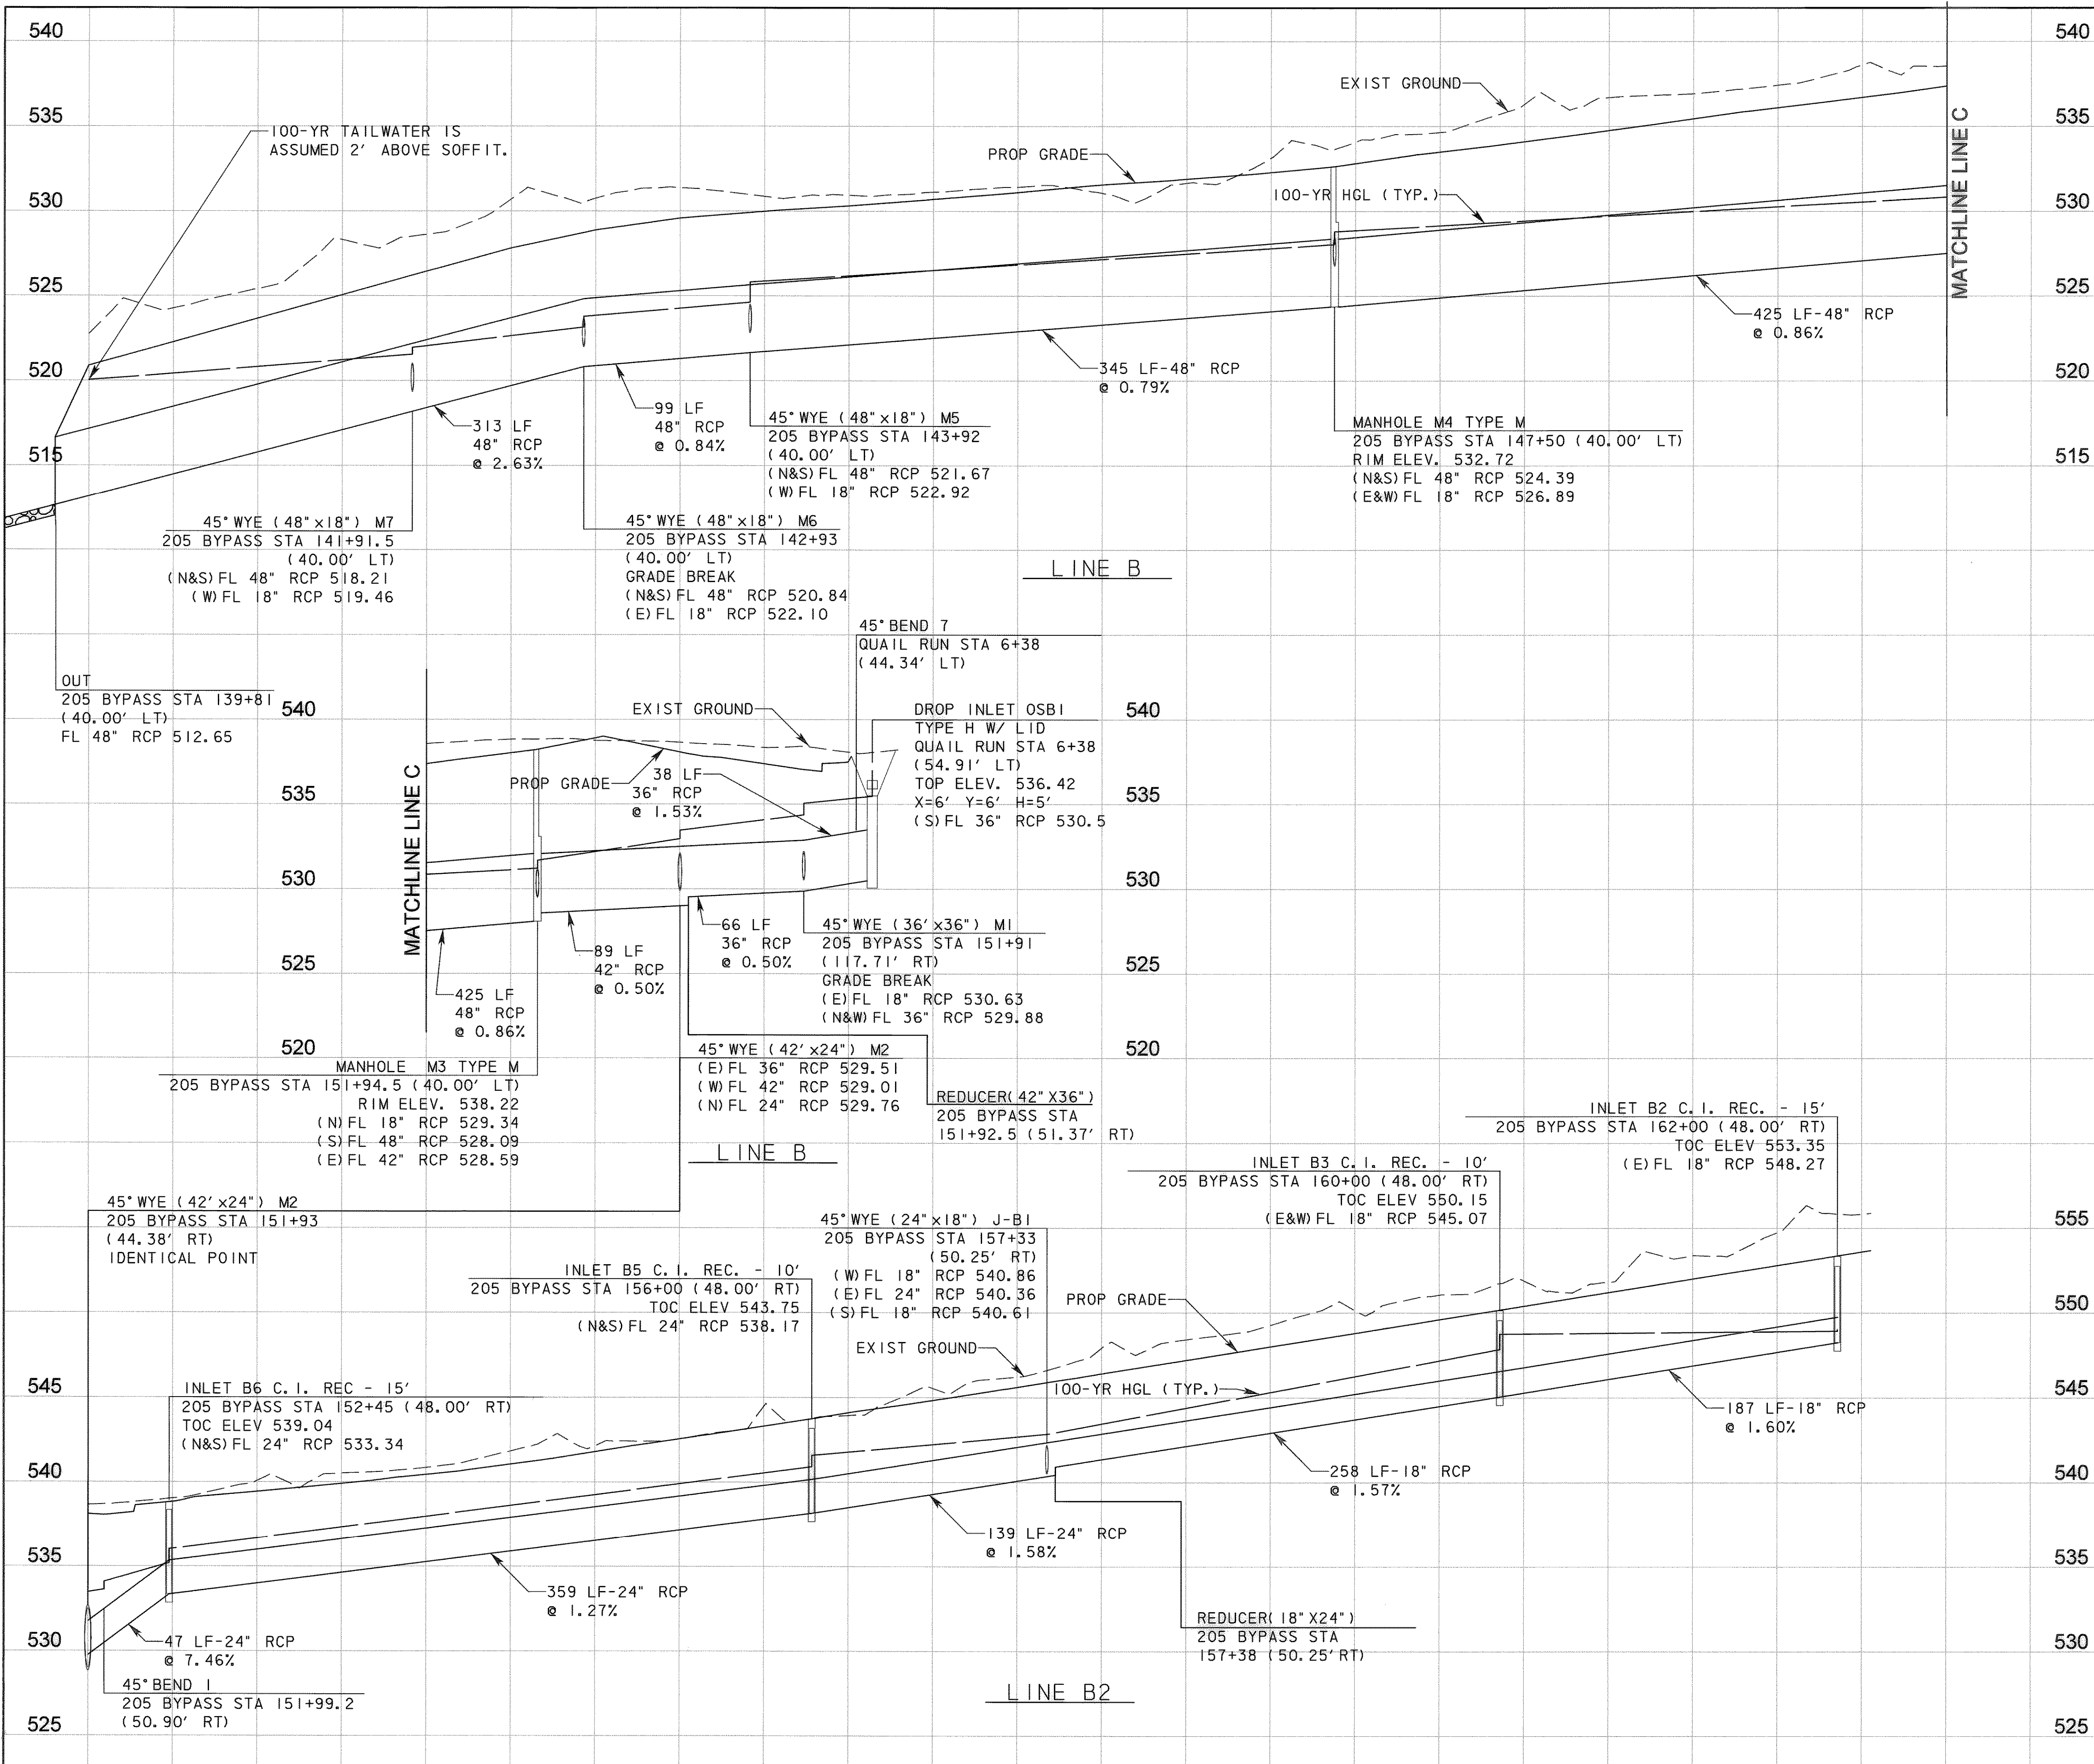 540
540
EXIST GROUND
100-YR TAILWATER IS
ASSUMED 2' ABOVE SOFFIT.
535
535
PROP GRADE
MATCHLINE LINE C
100-YR HGL (TYP.)
530
530
525
525
425 LF-48" RCP
@ 0.86%
520
520
345 LF-48" RCP
@ 0.79%
99 LF
48" RCP
@ 0.84%
313 LF
48" RCP
@ 2.63%
45° WYE (48"x18") M5
205 BYPASS STA 143+92
(40.00' LT)
(N&S)FL 48" RCP 521.67
(W)FL 18" RCP 522.92
MANHOLE M4 TYPE M
205 BYPASS STA 147+50 (40.00' LT)
RIM ELEV. 532.72
(N&S)FL 48" RCP 524.39
(E&W)FL 18" RCP 526.89
515
515
45° WYE (48"x18") M7
205 BYPASS STA 141+91.5
(40.00' LT)
(N&S)FL 48" RCP 518.21
(W)FL 18" RCP 519.46
45° WYE (48"x18") M6
205 BYPASS STA 142+93
(40.00' LT)
GRADE BREAK
(N&S)FL 48" RCP 520.84
(E)FL 18" RCP 522.10
LINE B
OUT
205 BYPASS STA 139+81
(40.00' LT)
FL 48" RCP 512.65
45° BEND 7
QUAIL RUN STA 6+38
(44.34' LT)
540
540
EXIST GROUND
DROP INLET OSB1
TYPE H W/ LID
QUAIL RUN STA 6+38
(54.91' LT)
TOP ELEV. 536.42
X=6' Y=6' H=5'
(S)FL 36" RCP 530.5
PROP GRADE
38 LF
36" RCP
@ 1.53%
MATCHLINE LINE C
535
535
530
530
66 LF
36" RCP
@ 0.50%
89 LF
42" RCP
@ 0.50%
45° WYE (36'x36") M1
205 BYPASS STA 151+91
(117.71' RT)
GRADE BREAK
(E)FL 18" RCP 530.63
(N&W)FL 36" RCP 529.88
525
525
425 LF
48" RCP
@ 0.86%
520
520
MANHOLE M3 TYPE M
205 BYPASS STA 151+94.5 (40.00' LT)
RIM ELEV. 538.22
(N)FL 18" RCP 529.34
(S)FL 48" RCP 528.09
(E)FL 42" RCP 528.59
45° WYE (42'x24") M2
(E)FL 36" RCP 529.51
(W)FL 42" RCP 529.01
(N)FL 24" RCP 529.76
REDUCER(42"X36")
205 BYPASS STA
151+92.5 (51.37' RT)
LINE B
INLET B2 C.I. REC. - 15'
205 BYPASS STA 162+00 (48.00' RT)
TOC ELEV 553.35
(E)FL 18" RCP 548.27
INLET B3 C.I. REC. - 10'
205 BYPASS STA 160+00 (48.00' RT)
TOC ELEV 550.15
(E&W)FL 18" RCP 545.07
45° WYE (42'x24") M2
205 BYPASS STA 151+93
(44.38' RT)
IDENTICAL POINT
45° WYE (24"x18") J-B1
205 BYPASS STA 157+33
(50.25' RT)
(W)FL 18" RCP 540.86
(E)FL 24" RCP 540.36
(S)FL 18" RCP 540.61
555
INLET B5 C.I. REC. - 10'
205 BYPASS STA 156+00 (48.00' RT)
TOC ELEV 543.75
(N&S)FL 24" RCP 538.17
PROP GRADE
550
EXIST GROUND
545
INLET B6 C.I. REC - 15'
205 BYPASS STA 152+45 (48.00' RT)
TOC ELEV 539.04
(N&S)FL 24" RCP 533.34
100-YR HGL (TYP.)
545
187 LF-18" RCP
@ 1.60%
540
540
258 LF-18" RCP
@ 1.57%
139 LF-24" RCP
@ 1.58%
535
535
359 LF-24" RCP
@ 1.27%
REDUCER(18"X24")
205 BYPASS STA
157+38 (50.25'RT)
530
530
47 LF-24" RCP
@ 7.46%
45° BEND 1
205 BYPASS STA 151+99.2
(50.90' RT)
LINE B2
525
525